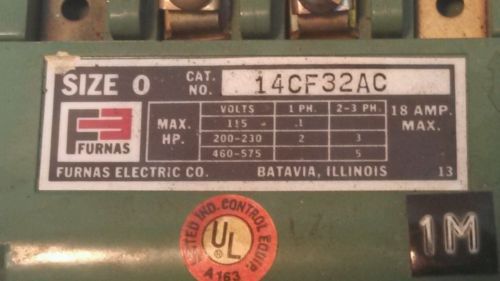 SIZE 0 CAT. NO. 14CF32AC
VOLTS 1 PH. 2-3 PH. 18 AMP. MAX.
MAX. HP. 115 1
200-230 2 3
460-575 5
FURNAS
FURNAS ELECTRIC CO. BATAVIA, ILLINOIS 13
IND. CONTROL EQUIP.
UL
A163
1M